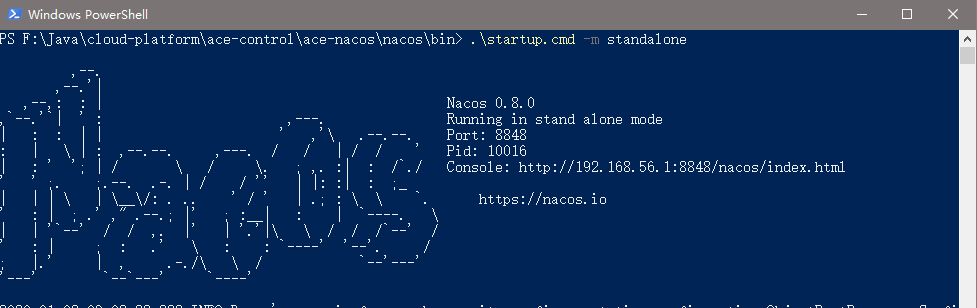 Windows PowerShell
PS F:\Java\cloud-platform\ace-control\ace-nacos\nacos\bin> .\startup.cmd -m standalone
Nacos 0.8.0
Running in stand alone mode
Port: 8848
Pid: 10016
Console: http://192.168.56.1:8848/nacos/index.html
https://nacos.io